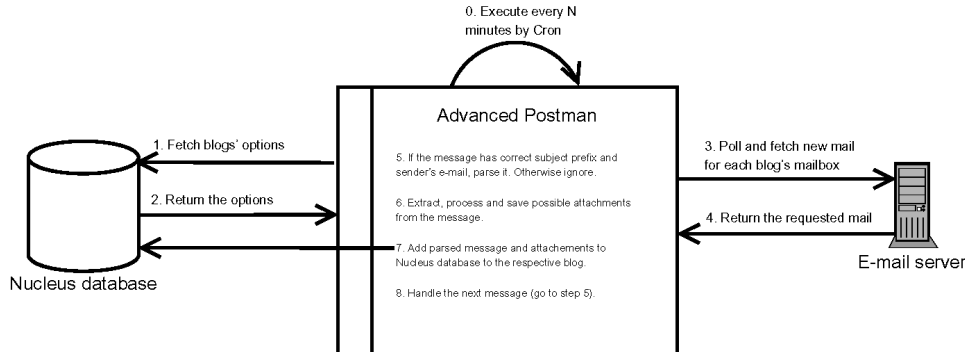 0. Execute every N
minutes by Cron
Advanced Postman
1. Fetch blogs' options
2. Return the options
3. Poll and fetch new mail
for each blog's mailbox
4. Return the requested mail
5. If the message has correct subject prefix and
sender's e-mail, parse it. Otherwise ignore.
6. Extract, process and save possible attachments
from the message.
7. Add parsed message and attachements to
Nucleus database to the respective blog.
8. Handle the next message (go to step 5).
Nucleus database
E-mail server